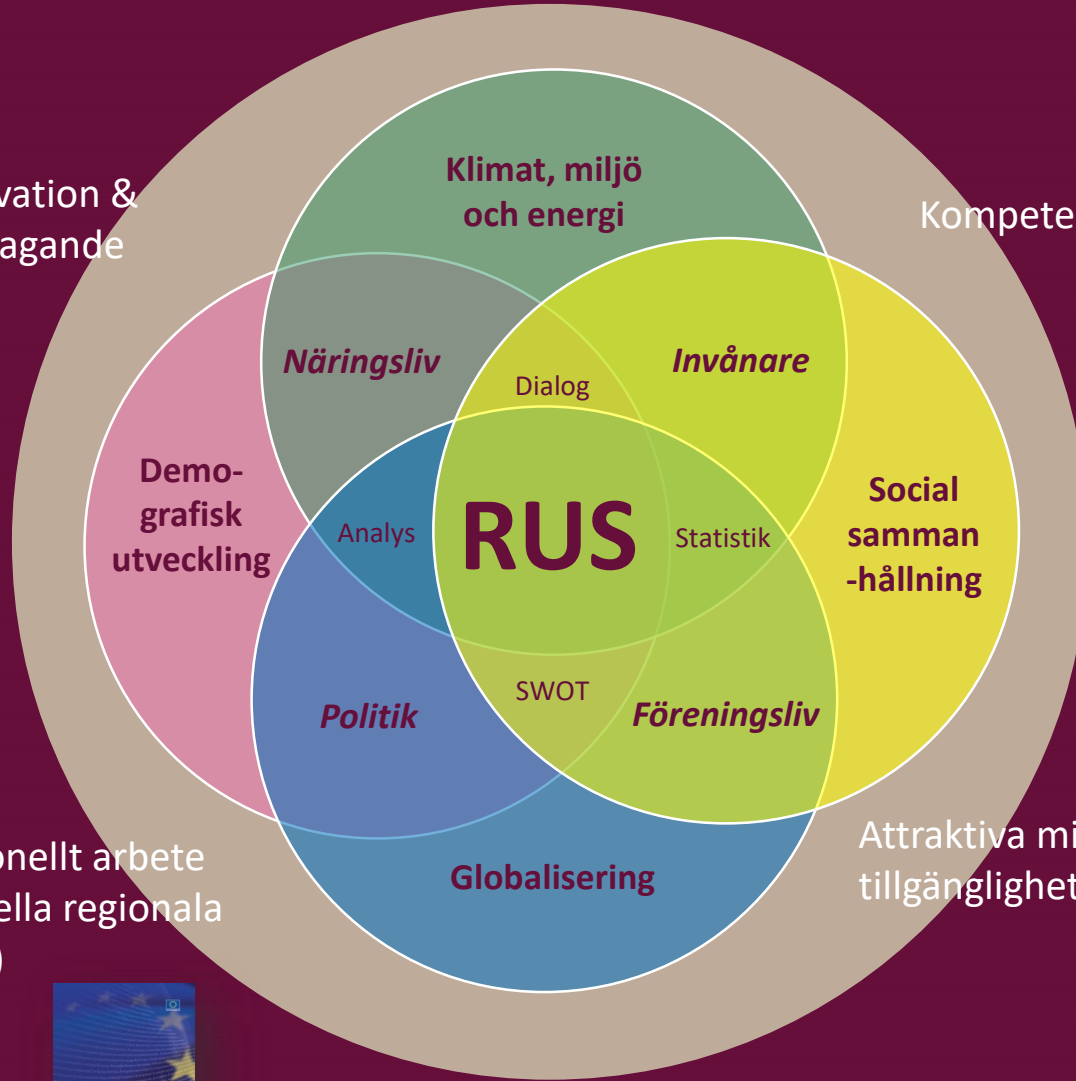 Klimat, miljö
och energi
vation &
agande
Kompete
Näringsliv
Invånare
Dialog
Demo-
grafisk
utveckling
Analys
RUS
Statistik
Social
samman
-hållning
SWOT
Politik
Föreningsliv
Globalisering
onellt arbete
ella regionala
)
Attraktiva mi
tillgänglighet